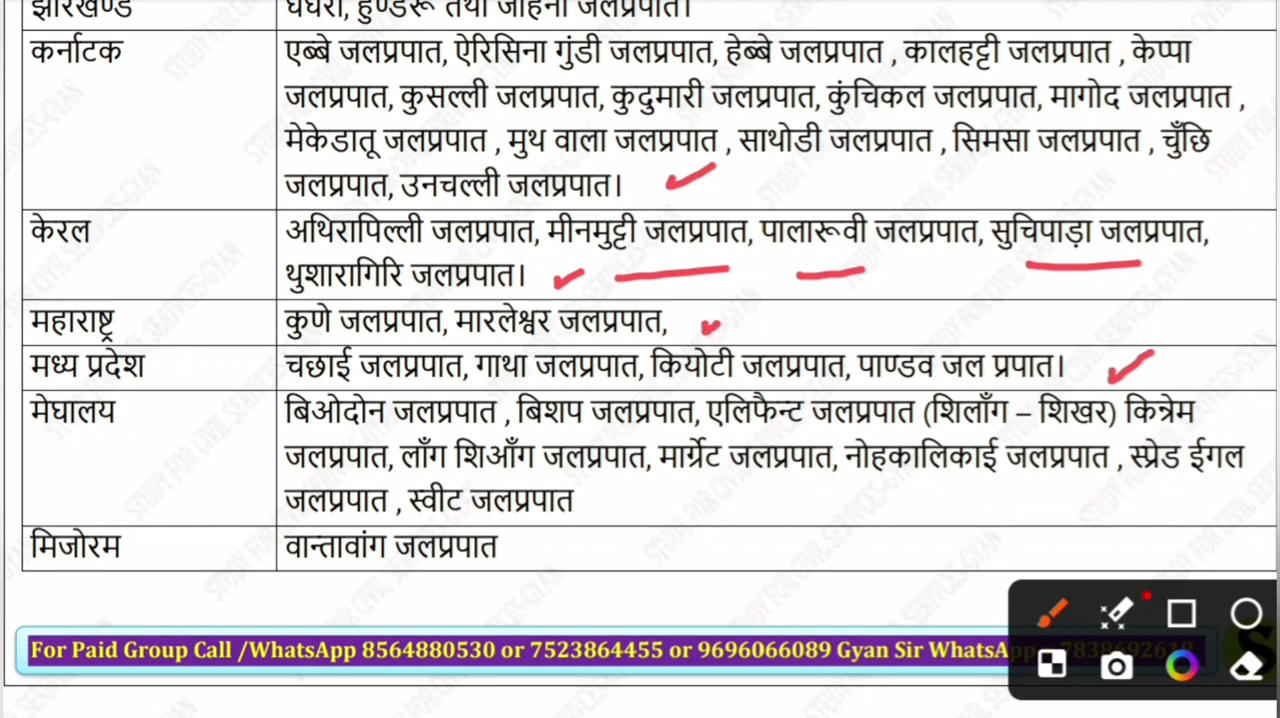 झारखण्ड घघरी, हुण्डरू तथा जोहना जलप्रपात।
कर्नाटक एब्बे जलप्रपात, ऐरिसिना गुंडी जलप्रपात, हेब्बे जलप्रपात , कालहट्टी जलप्रपात , केप्पा
जलप्रपात, कुसल्ली जलप्रपात, कुदुमारी जलप्रपात, कुंचिकल जलप्रपात, मागोद जलप्रपात ,
मेकेडातू जलप्रपात , मुथ वाला जलप्रपात , साथोडी जलप्रपात , सिमसा जलप्रपात , चुँछि
जलप्रपात, उनचल्ली जलप्रपात।
केरल अथिरापिल्ली जलप्रपात, मीनमुट्टी जलप्रपात, पालारूवी जलप्रपात, सुचिपाड़ा जलप्रपात,
थुशारागिरि जलप्रपात।
महाराष्ट्र कुणे जलप्रपात, मारलेश्वर जलप्रपात,
मध्य प्रदेश चछाई जलप्रपात, गाथा जलप्रपात, कियोटी जलप्रपात, पाण्डव जल प्रपात।
मेघालय बिओदोन जलप्रपात , बिशप जलप्रपात, एलिफैन्ट जलप्रपात (शिलाँग – शिखर) किन्रेम
जलप्रपात, लाँग शिआँग जलप्रपात, मार्ग्रेट जलप्रपात, नोहकालिकाई जलप्रपात , स्प्रेड ईगल
जलप्रपात , स्वीट जलप्रपात
मिजोरम वान्तावांग जलप्रपात
For Paid Group Call /WhatsApp 8564880530 or 7523864455 or 9696066089 Gyan Sir WhatsApp